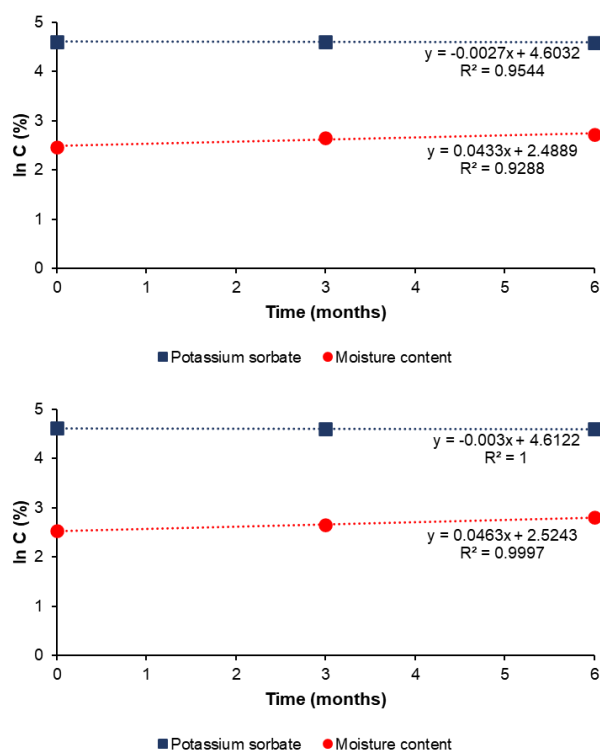 5
4
3
2
1
0
ln C (%)
y = -0.0027x + 4.6032
R² = 0.9544
y = 0.0433x + 2.4889
R² = 0.9288
0 1 2 3 4 5 6
Time (months)
Potassium sorbate Moisture content
5
4
3
2
1
0
ln C (%)
y = -0.003x + 4.6122
R² = 1
y = 0.0463x + 2.5243
R² = 0.9997
0 1 2 3 4 5 6
Time (months)
Potassium sorbate Moisture content